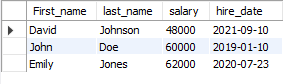 First_name last_name salary hire_date
David Johnson 48000 2021-09-10
John Doe 60000 2019-01-10
Emily Jones 62000 2020-07-23